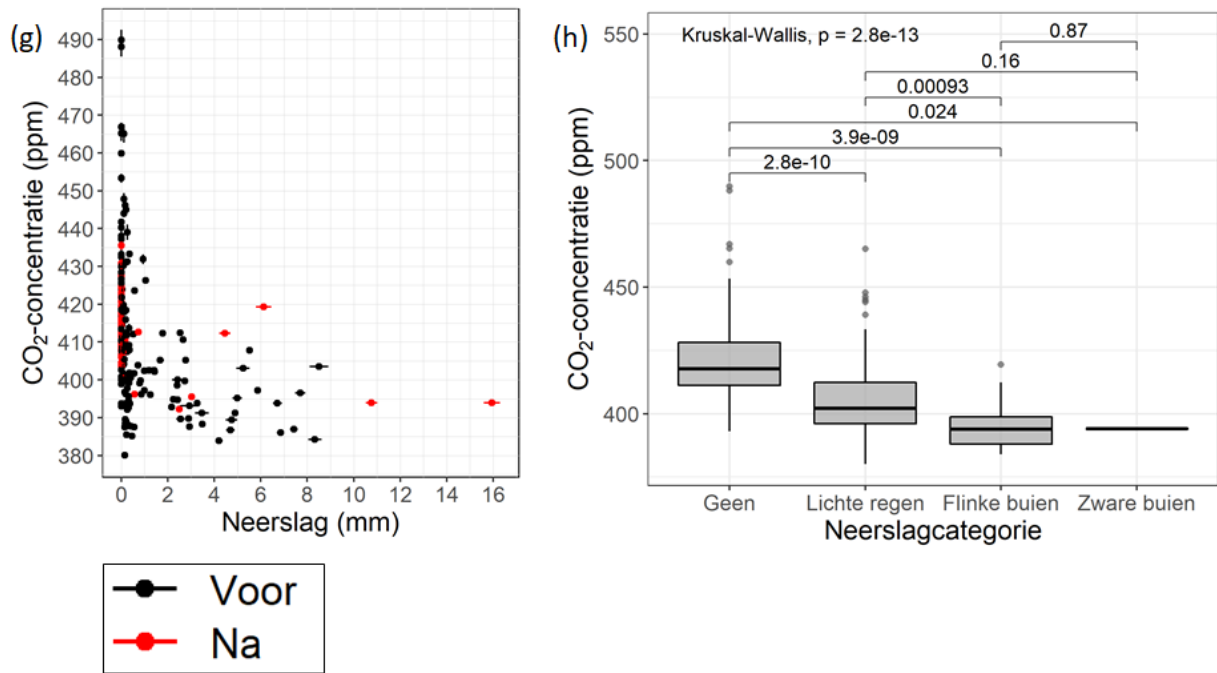 (g)
CO₂-concentratie (ppm)
490
480
470
460
450
440
430
420
410
400
390
380
0 2 4 6 8 10 12 14 16
Neerslag (mm)
Voor
Na
(h)
CO₂-concentratie (ppm)
550
500
450
400
Kruskal-Wallis, p = 2.8e-13
0.87
0.16
0.00093
0.024
3.9e-09
2.8e-10
Geen Lichte regen Flinke buien Zware buien
Neerslagcategorie